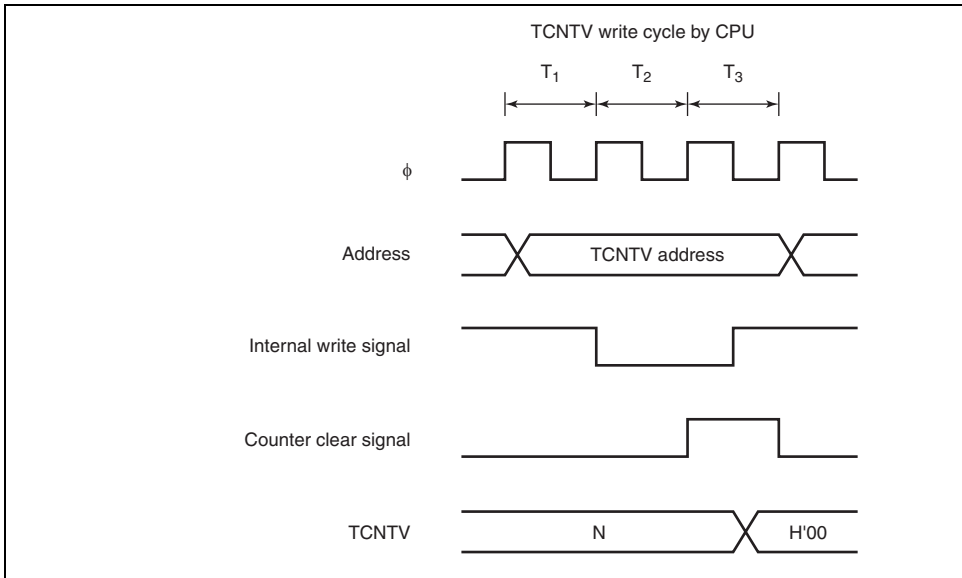 TCNTV write cycle by CPU
T1 T2 T3
ϕ
Address TCNTV address
Internal write signal
Counter clear signal
TCNTV N H'00